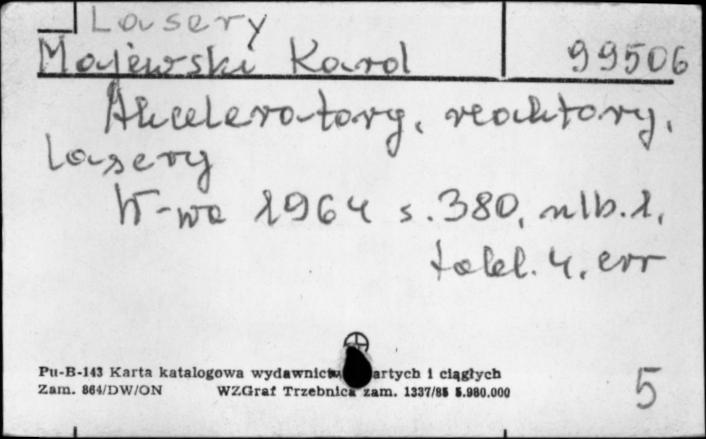 Lasery
Majewski Karol 99506
Akceleratory, reaktory,
lasery
W-wa 1964 s. 380, nlb. 1,
tabl. 4, err
Pu-B-143 Karta katalogowa wydawnictw artych i ciągłych
Zam. 864/DW/ON WZGraf Trzebnica zam. 1337/85 5.980.000
5